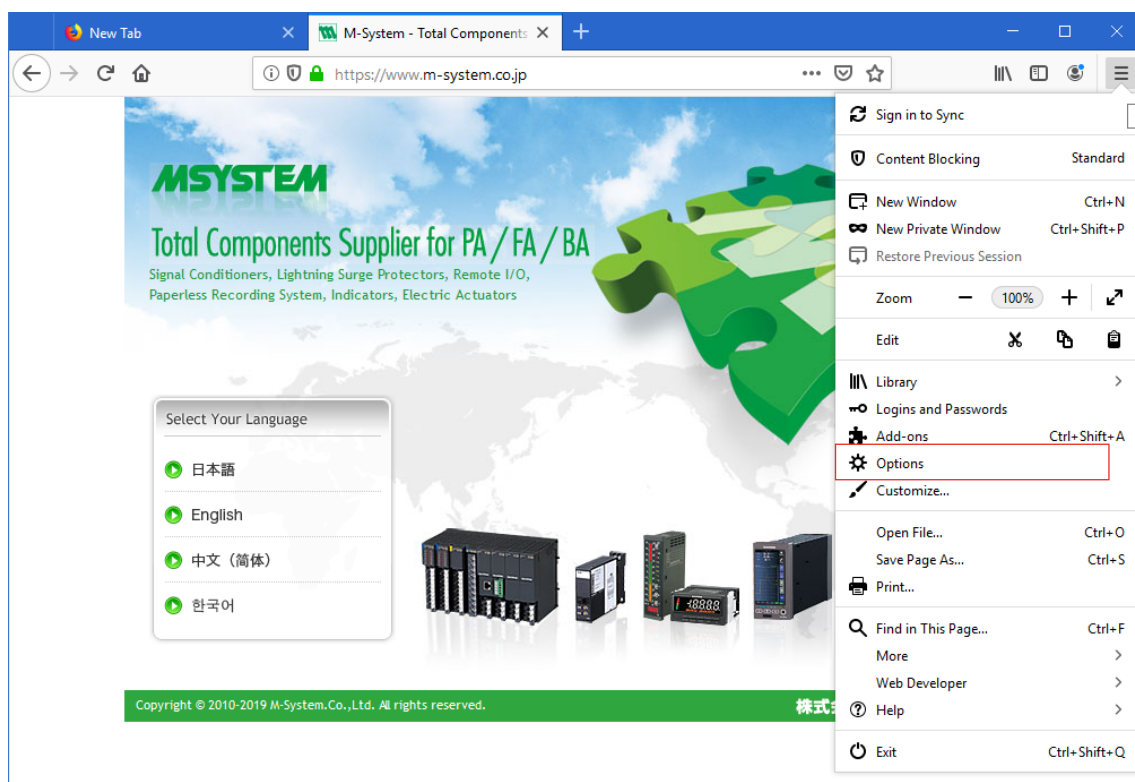 New Tab
M-System - Total Components
https://www.m-system.co.jp
MSYSTEM
Total Components Supplier for PA / FA / BA
Signal Conditioners, Lightning Surge Protectors, Remote I/O,
Paperless Recording System, Indicators, Electric Actuators
Select Your Language
日本語
English
中文（简体）
한국어
Copyright © 2010-2019 M-System.Co.,Ltd. All rights reserved.
株式
Sign in to Sync
Content Blocking Standard
New Window Ctrl+N
New Private Window Ctrl+Shift+P
Restore Previous Session
Zoom 100%
Edit
Library
Logins and Passwords
Add-ons Ctrl+Shift+A
Options
Customize...
Open File... Ctrl+O
Save Page As... Ctrl+S
Print...
Find in This Page... Ctrl+F
More
Web Developer
Help
Exit Ctrl+Shift+Q